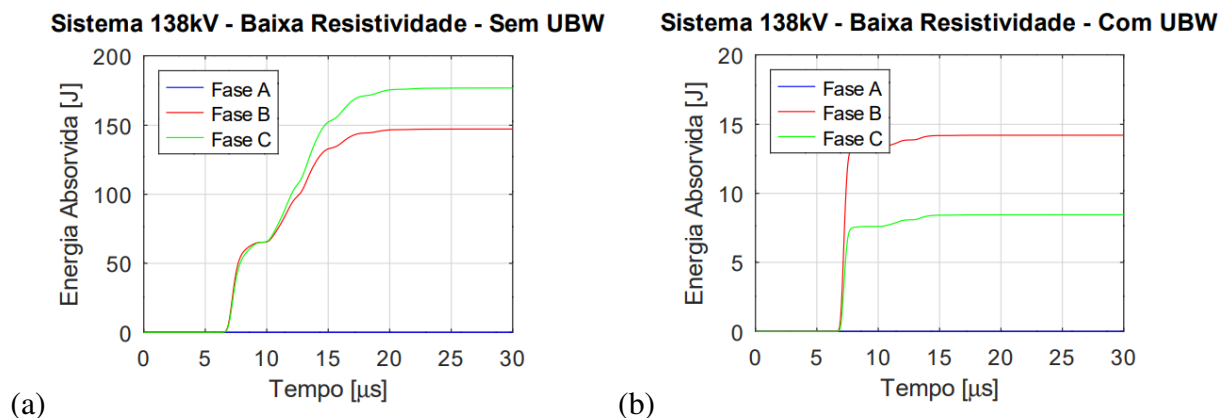 Sistema 138kV - Baixa Resistividade - Sem UBW
200
150
100
50
0
Energia Absorvida [J]
Fase A
Fase B
Fase C
0 5 10 15 20 25 30
Tempo [µs]
(a)
Sistema 138kV - Baixa Resistividade - Com UBW
20
15
10
5
0
Energia Absorvida [J]
Fase A
Fase B
Fase C
0 5 10 15 20 25 30
Tempo [µs]
(b)